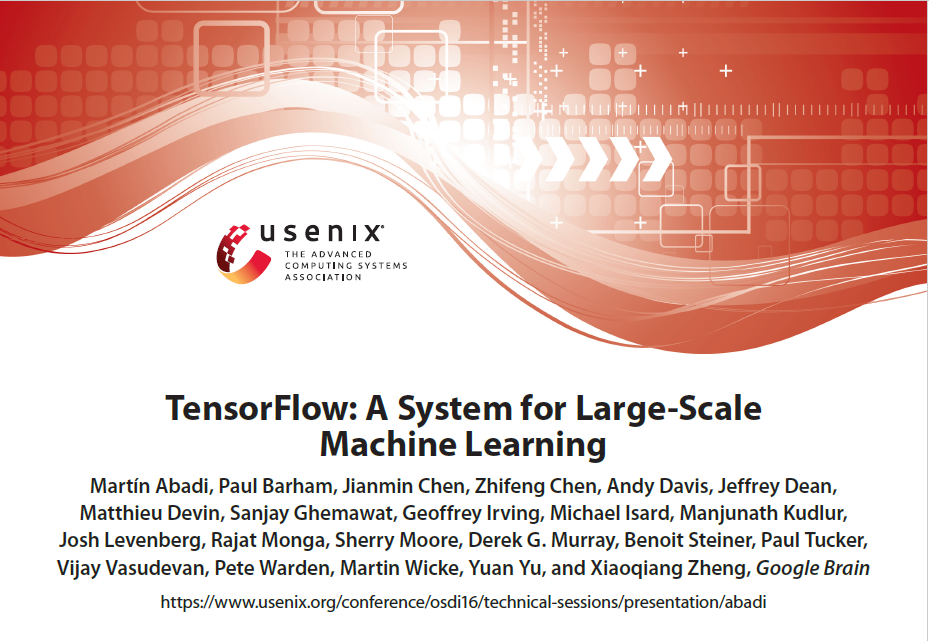 usenix®
THE ADVANCED
COMPUTING SYSTEMS
ASSOCIATION
TensorFlow: A System for Large-Scale
Machine Learning
Martín Abadi, Paul Barham, Jianmin Chen, Zhifeng Chen, Andy Davis, Jeffrey Dean,
Matthieu Devin, Sanjay Ghemawat, Geoffrey Irving, Michael Isard, Manjunath Kudlur,
Josh Levenberg, Rajat Monga, Sherry Moore, Derek G. Murray, Benoit Steiner, Paul Tucker,
Vijay Vasudevan, Pete Warden, Martin Wicke, Yuan Yu, and Xiaoqiang Zheng, Google Brain
https://www.usenix.org/conference/osdi16/technical-sessions/presentation/abadi